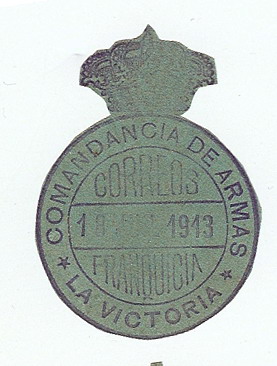 COMANDANCIA DE ARMAS
CORREOS
1913
FRANQUICIA
★ LA VICTORIA ★